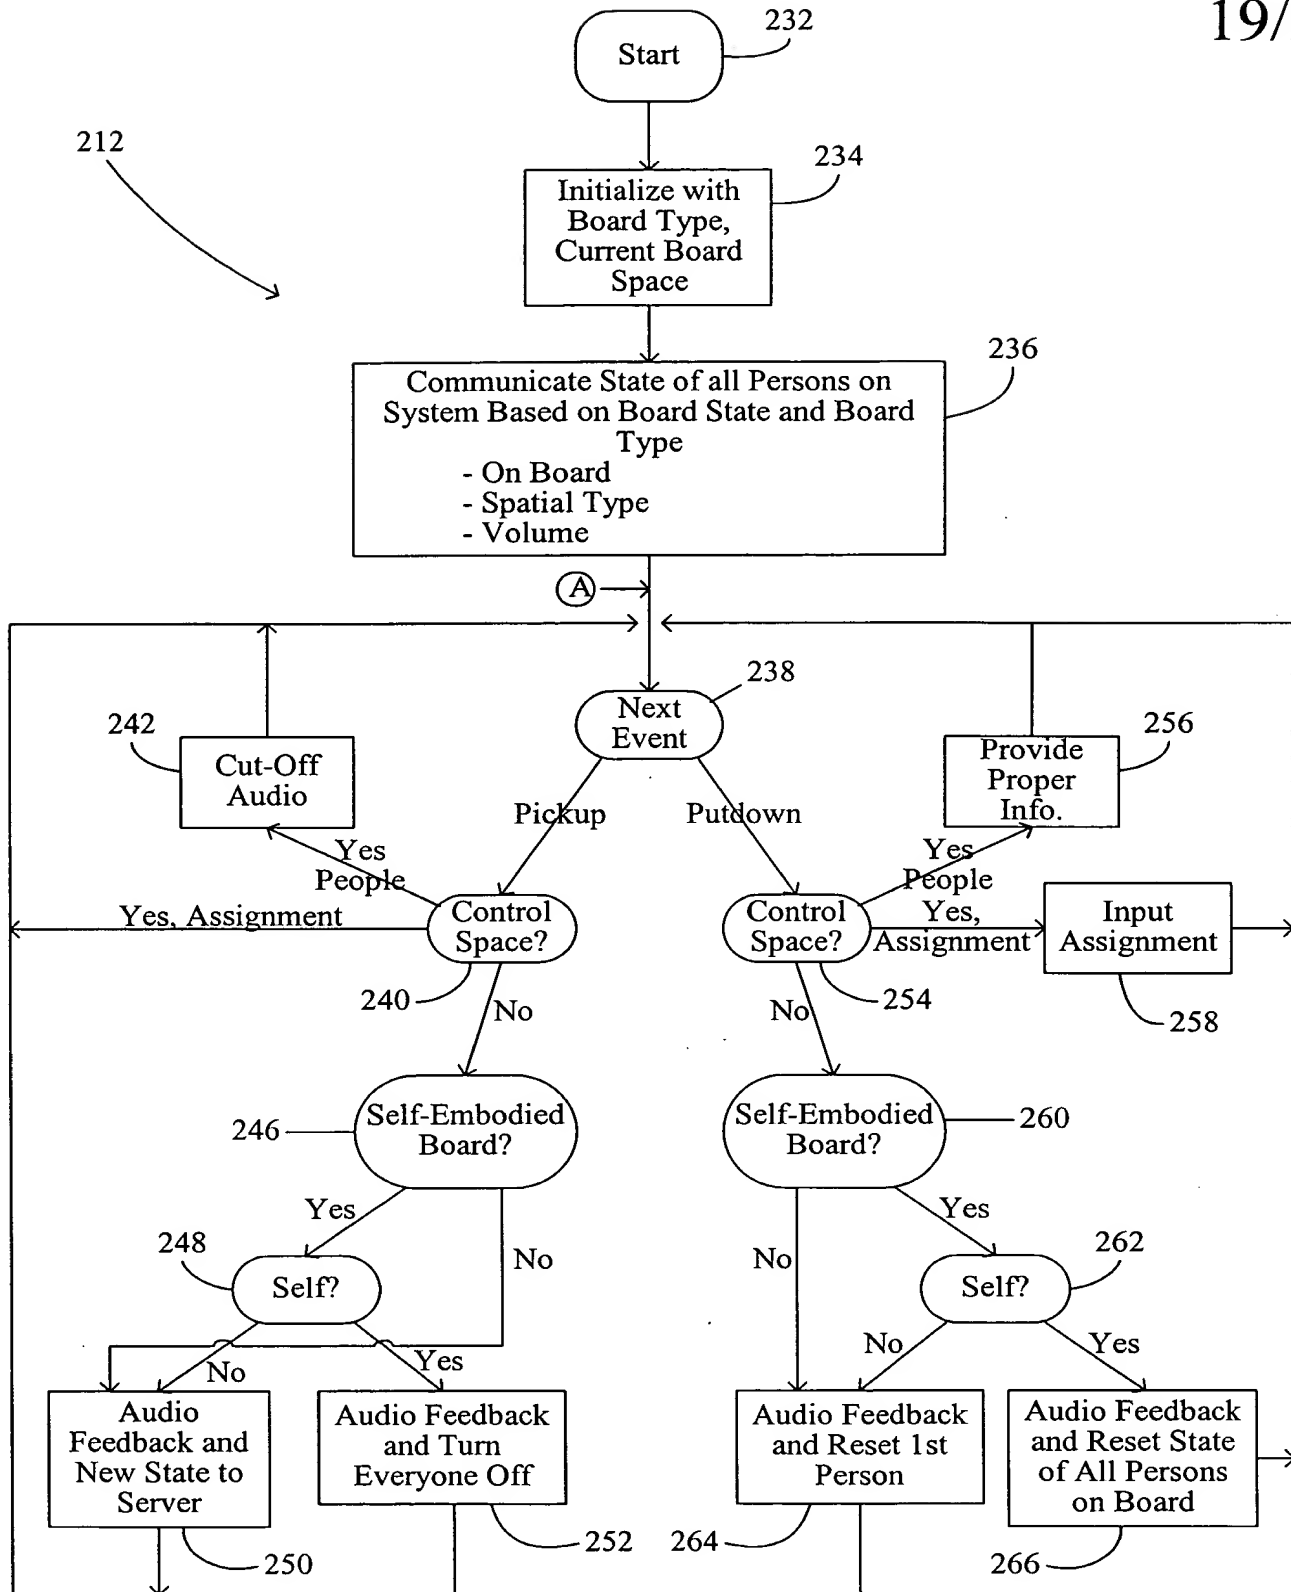 19/
Start
232
212
234
Initialize with
Board Type,
Current Board
Space
236
Communicate State of all Persons on
System Based on Board State and Board
Type
- On Board
- Spatial Type
- Volume
A
238
Next
Event
242
Cut-Off
Audio
256
Provide
Proper
Info.
Pickup
Putdown
Yes
People
Yes
People
Yes, Assignment
Control
Space?
Control
Space?
Yes,
Assignment
Input
Assignment
240
254
258
No
No
246
Self-Embodied
Board?
Self-Embodied
Board?
260
Yes
Yes
248
No
No
262
Self?
Self?
No
Yes
No
Yes
Audio
Feedback and
New State to
Server
Audio Feedback
and Turn
Everyone Off
Audio Feedback
and Reset 1st
Person
Audio Feedback
and Reset State
of All Persons
on Board
250
252
264
266